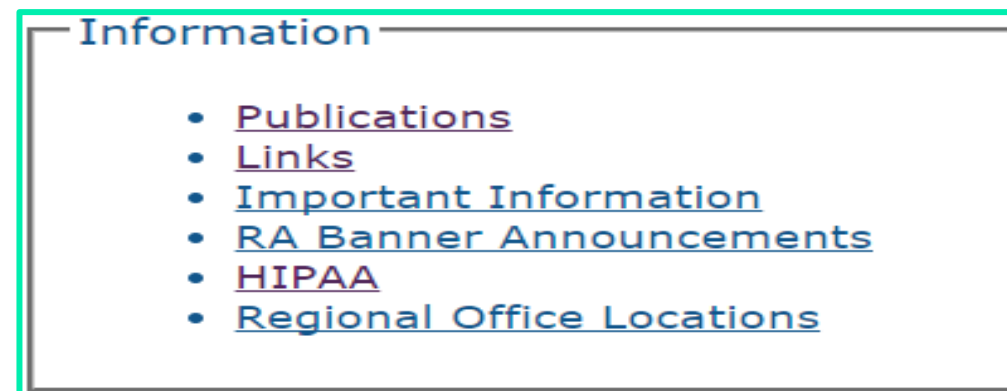 Information
• Publications
• Links
• Important Information
• RA Banner Announcements
• HIPAA
• Regional Office Locations